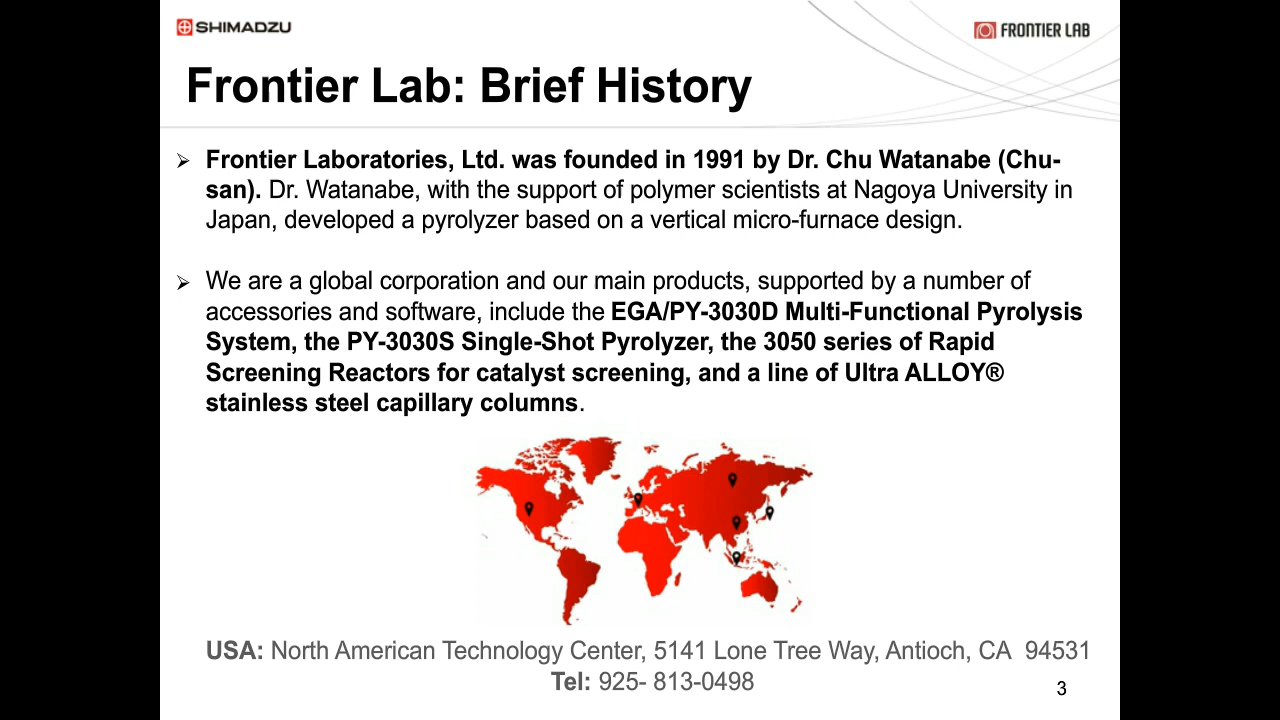 SHIMADZU
FRONTIER LAB
Frontier Lab: Brief History
➢ Frontier Laboratories, Ltd. was founded in 1991 by Dr. Chu Watanabe (Chu-
san). Dr. Watanabe, with the support of polymer scientists at Nagoya University in
Japan, developed a pyrolyzer based on a vertical micro-furnace design.
➢ We are a global corporation and our main products, supported by a number of
accessories and software, include the EGA/PY-3030D Multi-Functional Pyrolysis
System, the PY-3030S Single-Shot Pyrolyzer, the 3050 series of Rapid
Screening Reactors for catalyst screening, and a line of Ultra ALLOY®
stainless steel capillary columns.
USA: North American Technology Center, 5141 Lone Tree Way, Antioch, CA  94531
Tel: 925- 813-0498
3